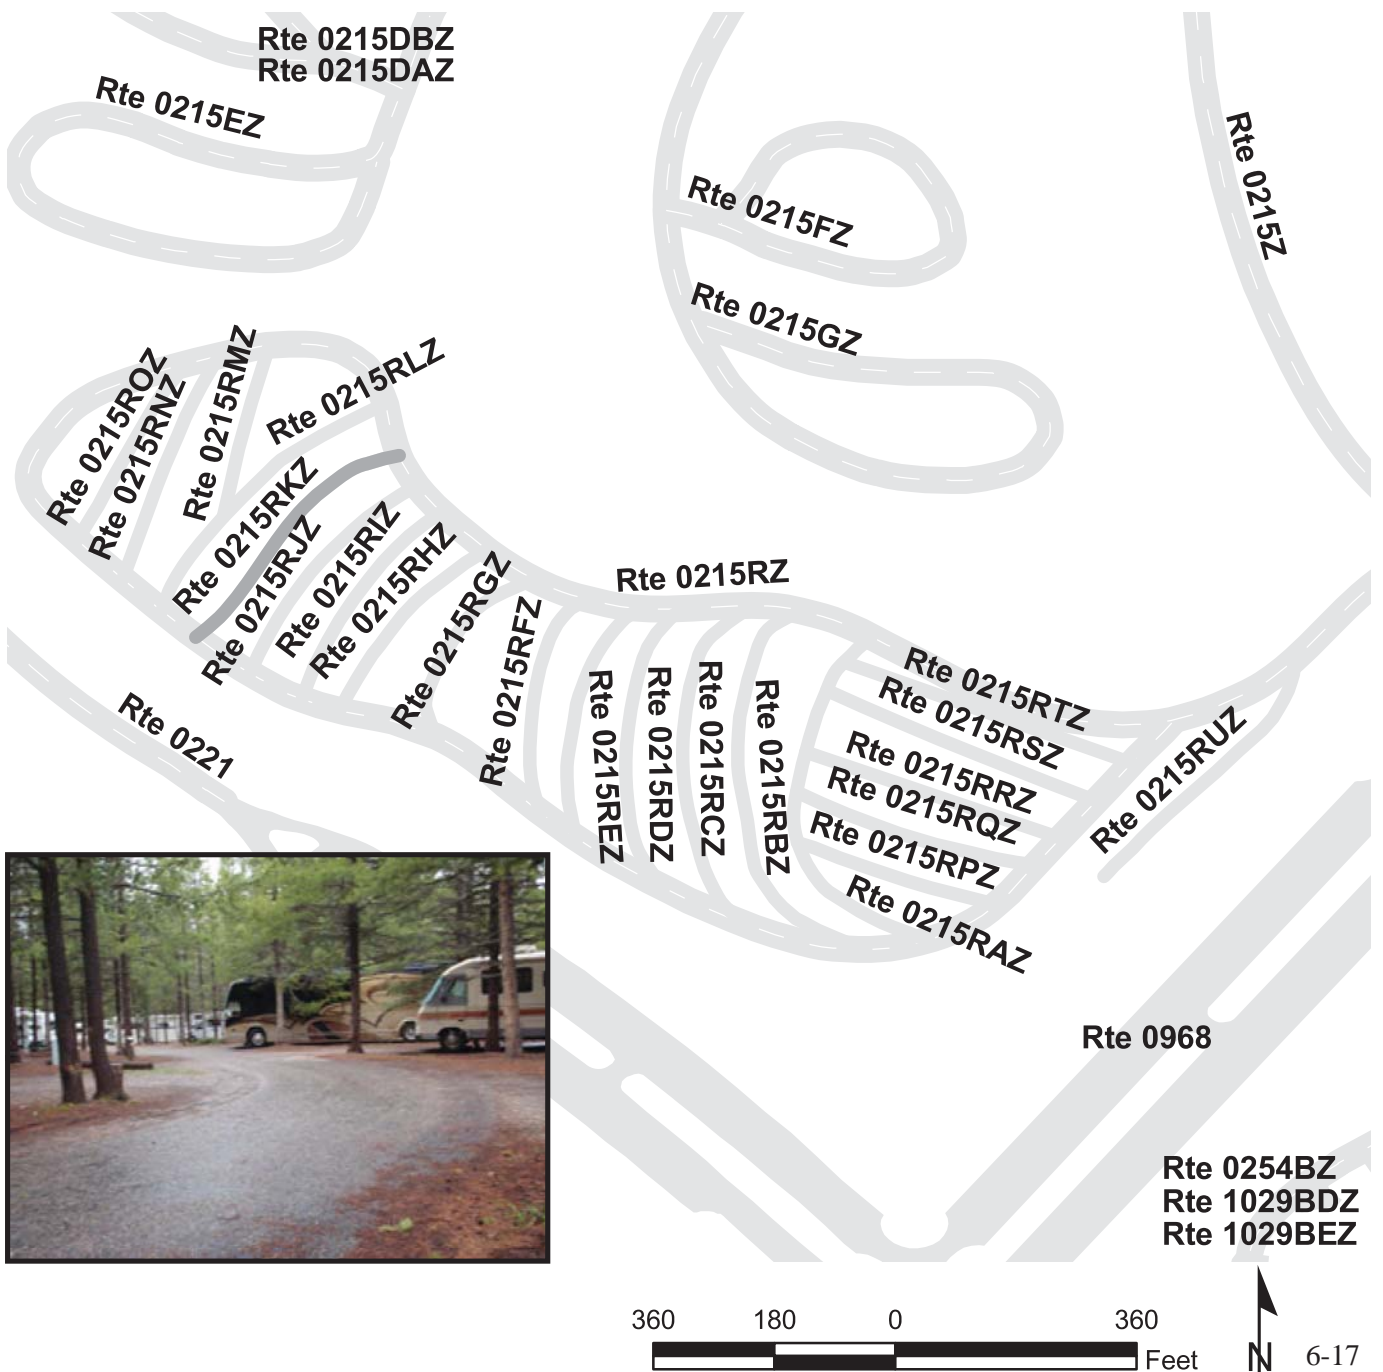 Rte 0215DBZ
Rte 0215DAZ
Rte 0215EZ
Rte 0215Z
Rte 0215FZ
Rte 0215GZ
Rte 0215ROZ
Rte 0215RNZ
Rte 0215RMZ
Rte 0215RLZ
Rte 0215RKZ
Rte 0215RJZ
Rte 0215RIZ
Rte 0215RHZ
Rte 0215RGZ
Rte 0215RFZ
Rte 0215RZ
Rte 0215REZ
Rte 0215RDZ
Rte 0215RCZ
Rte 0215RBZ
Rte 0215RTZ
Rte 0215RSZ
Rte 0215RRZ
Rte 0215RQZ
Rte 0215RPZ
Rte 0215RAZ
Rte 0215RUZ
Rte 0221
Rte 0968
Rte 0254BZ
Rte 1029BDZ
Rte 1029BEZ
360 180 0 360
Feet
N
6-17